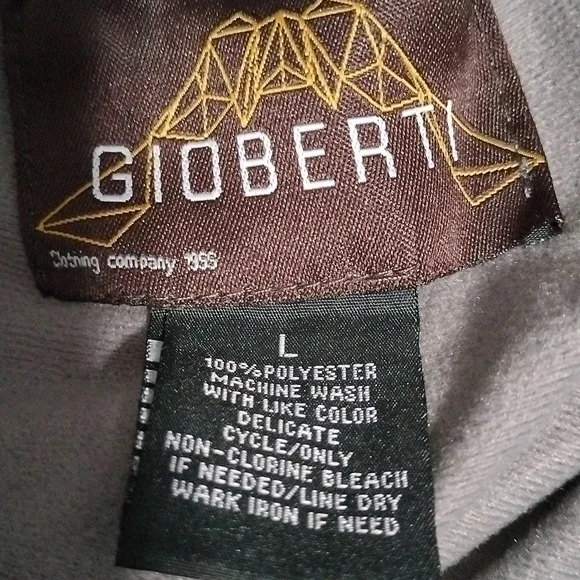 GIOBERTI
Clothing company 1955
L
100%POLYESTER
MACHINE WASH
WITH LIKE COLOR
DELICATE
CYCLE/ONLY
NON-CLORINE BLEACH
IF NEEDED/LINE DRY
WARK IRON IF NEED